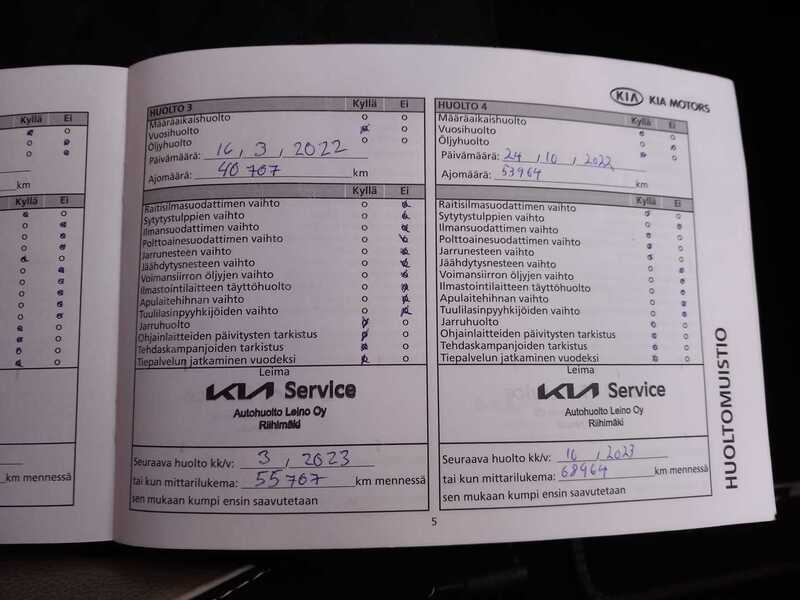 Kyllä Ei
km
Kyllä Ei
km mennessä
HUOLTO 3 Kyllä Ei
Määräaikaishuolto
Vuosihuolto
Öljyhuolto
Päivämäärä: 16, 3, 2022
Ajomäärä: 40 707 km
Kyllä Ei
Raitisilmasuodattimen vaihto
Sytytystulppien vaihto
Ilmansuodattimen vaihto
Polttoainesuodattimen vaihto
Jarrunesteen vaihto
Jäähdytysnesteen vaihto
Voimansiirron öljyjen vaihto
Ilmastointilaitteen täyttöhuolto
Apulaitehihnan vaihto
Tuulilasinpyyhkijöiden vaihto
Jarruhuolto
Ohjainlaitteiden päivitysten tarkistus
Tehdaskampanjoiden tarkistus
Tiepalvelun jatkaminen vuodeksi
Leima
KIA Service
Autohuolto Leino Oy
Riihimäki
Seuraava huolto kk/v: 3, 2023
tai kun mittarilukema: 55 707 km mennessä
sen mukaan kumpi ensin saavutetaan
KIA KIA MOTORS
HUOLTO 4 Kyllä Ei
Määräaikaishuolto
Vuosihuolto
Öljyhuolto
Päivämäärä: 24, 10, 2022
Ajomäärä: 53964 km
Kyllä Ei
Raitisilmasuodattimen vaihto
Sytytystulppien vaihto
Ilmansuodattimen vaihto
Polttoainesuodattimen vaihto
Jarrunesteen vaihto
Jäähdytysnesteen vaihto
Voimansiirron öljyjen vaihto
Ilmastointilaitteen täyttöhuolto
Apulaitehihnan vaihto
Tuulilasinpyyhkijöiden vaihto
Jarruhuolto
Ohjainlaitteiden päivitysten tarkistus
Tehdaskampanjoiden tarkistus
Tiepalvelun jatkaminen vuodeksi
Leima
KIA Service
Autohuolto Leino Oy
Riihimäki
Seuraava huolto kk/v: 10, 2023
tai kun mittarilukema: 68964 km mennessä
sen mukaan kumpi ensin saavutetaan
HUOLTOMUISTIO
5